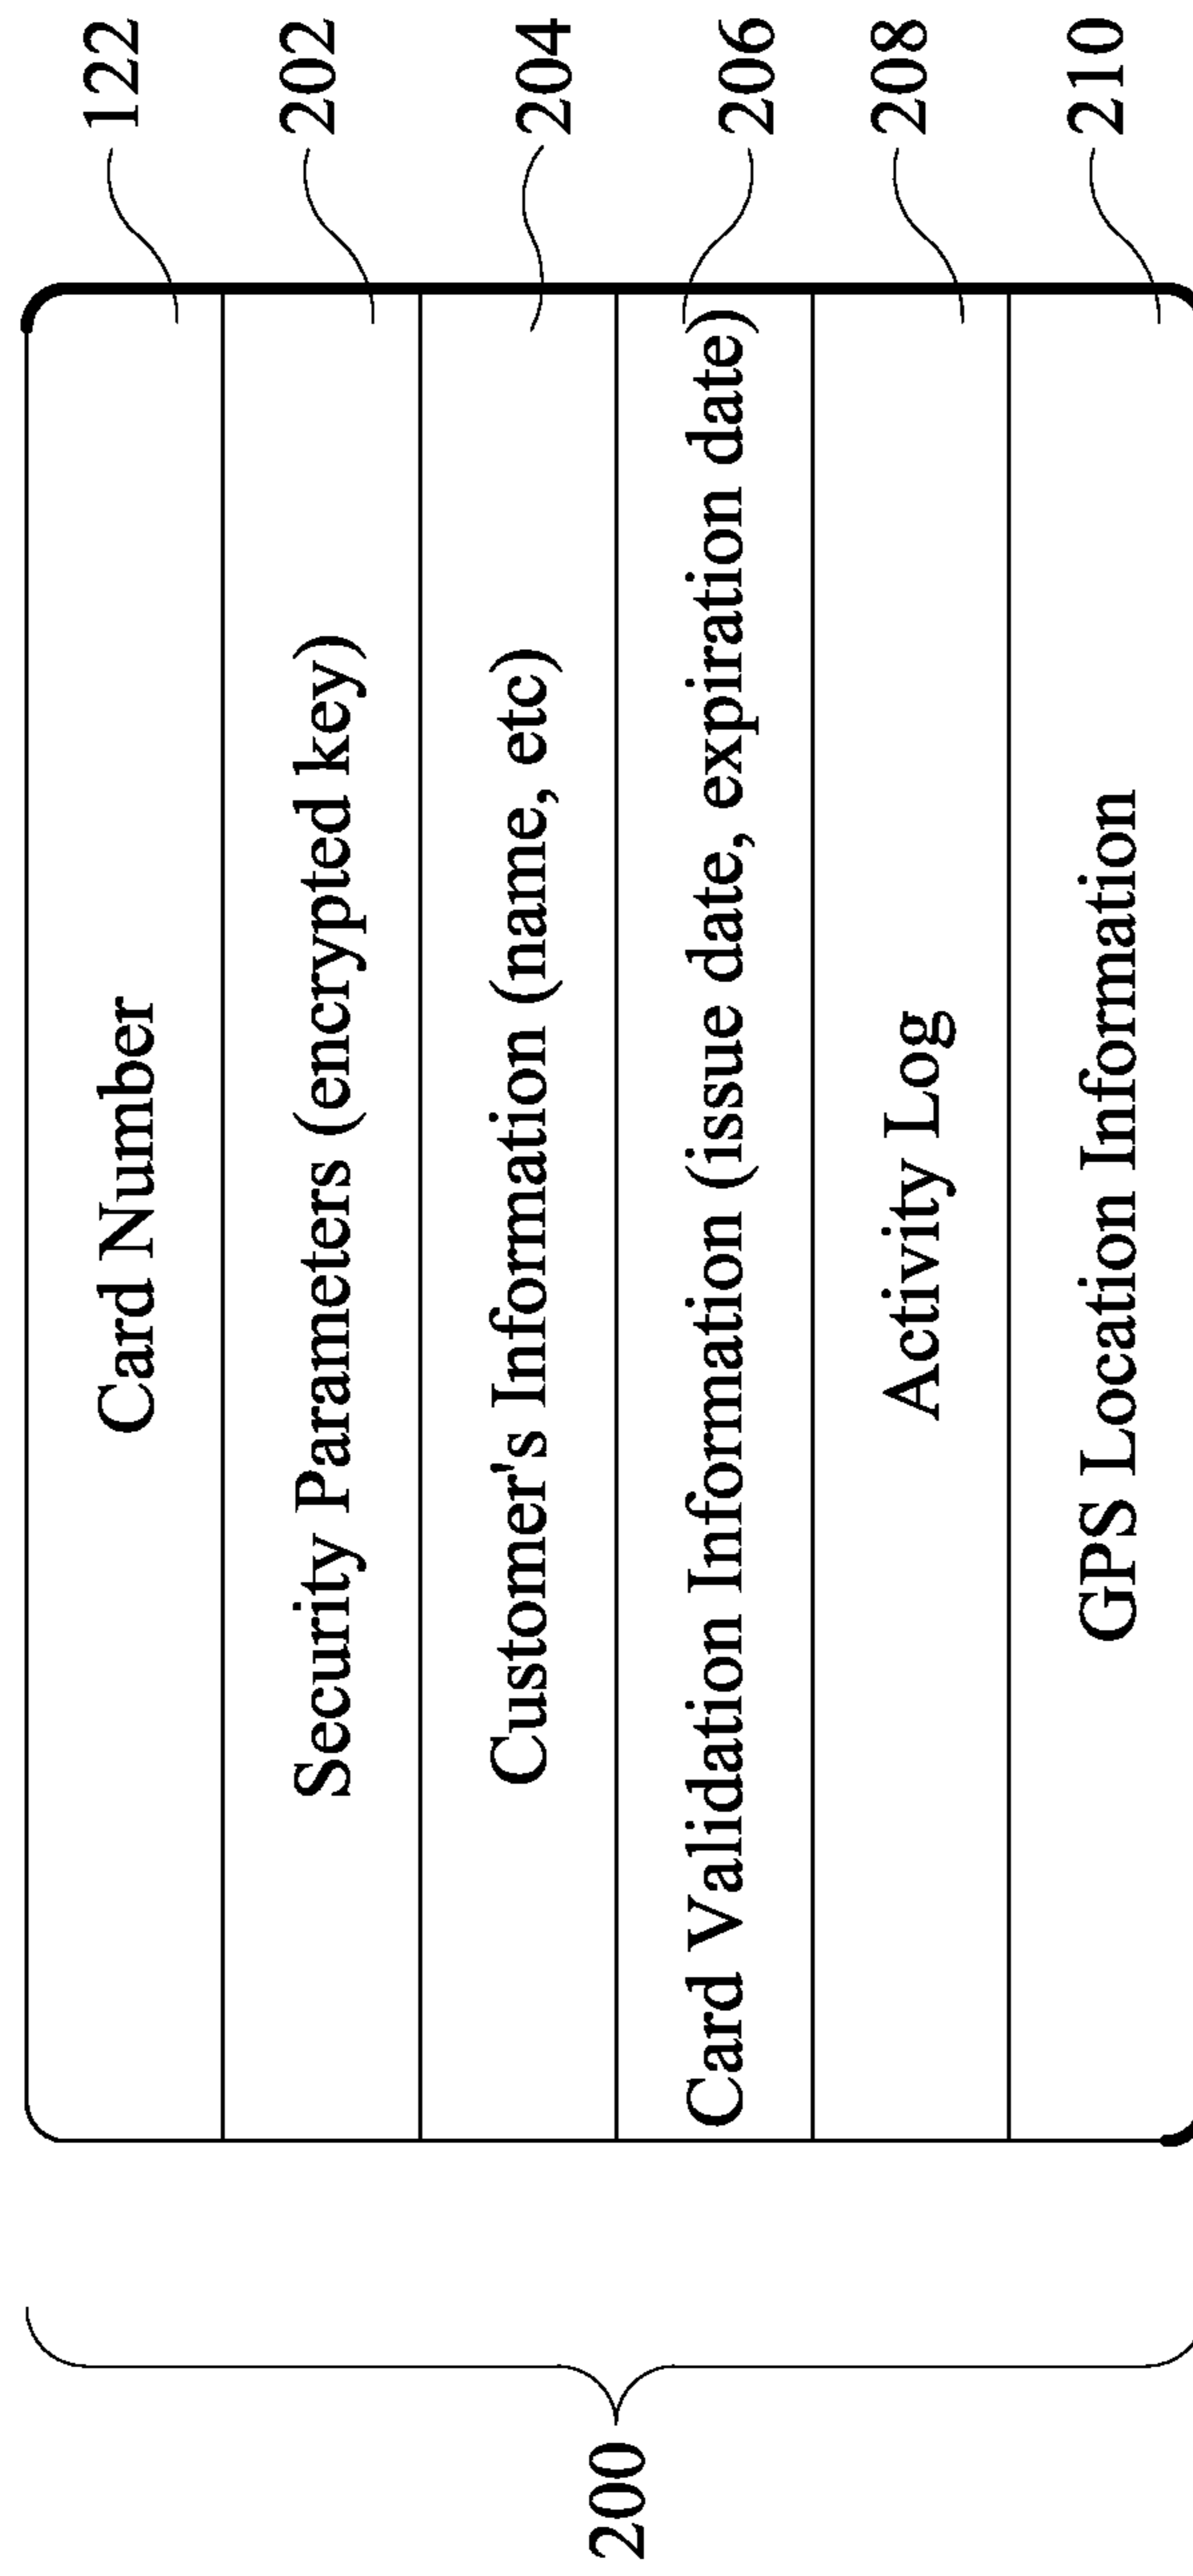 Card Number 122
Security Parameters (encrypted key) 202
Customer's Information (name, etc) 204
200
Card Validation Information (issue date, expiration date) 206
Activity Log 208
GPS Location Information 210